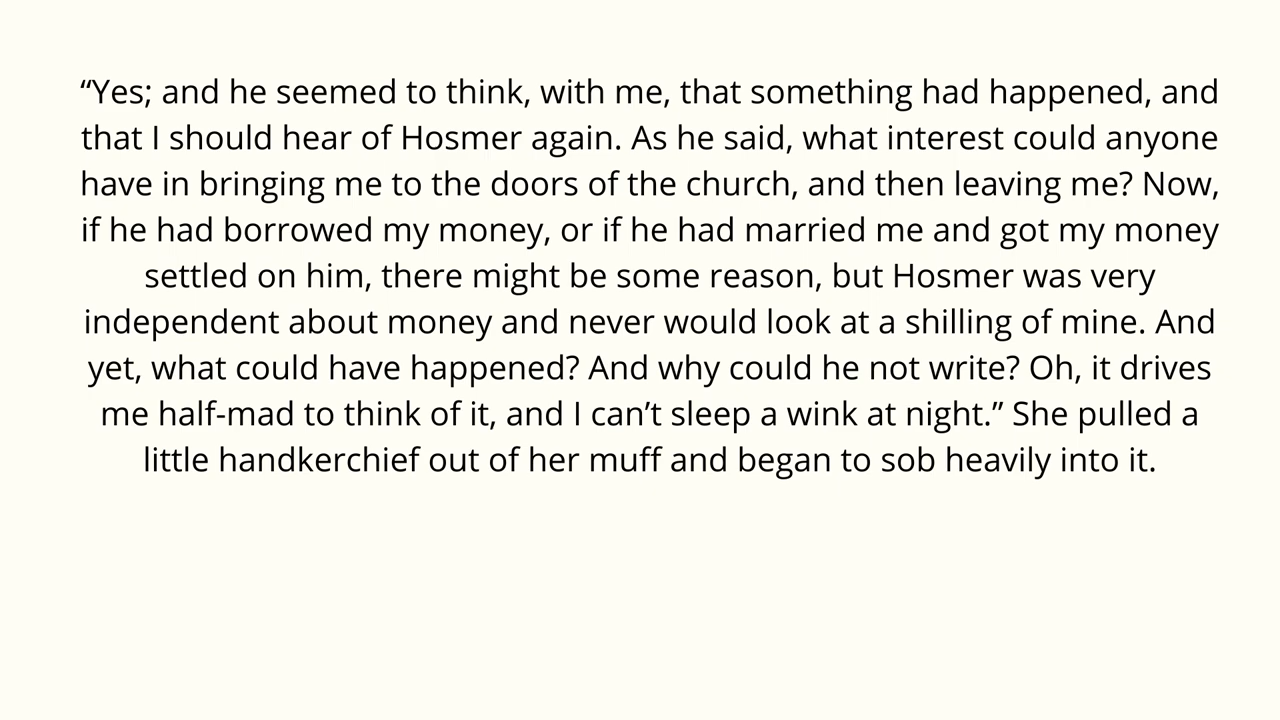 “Yes; and he seemed to think, with me, that something had happened, and
that I should hear of Hosmer again. As he said, what interest could anyone
have in bringing me to the doors of the church, and then leaving me? Now,
if he had borrowed my money, or if he had married me and got my money
settled on him, there might be some reason, but Hosmer was very
independent about money and never would look at a shilling of mine. And
yet, what could have happened? And why could he not write? Oh, it drives
me half-mad to think of it, and I can’t sleep a wink at night.” She pulled a
little handkerchief out of her muff and began to sob heavily into it.